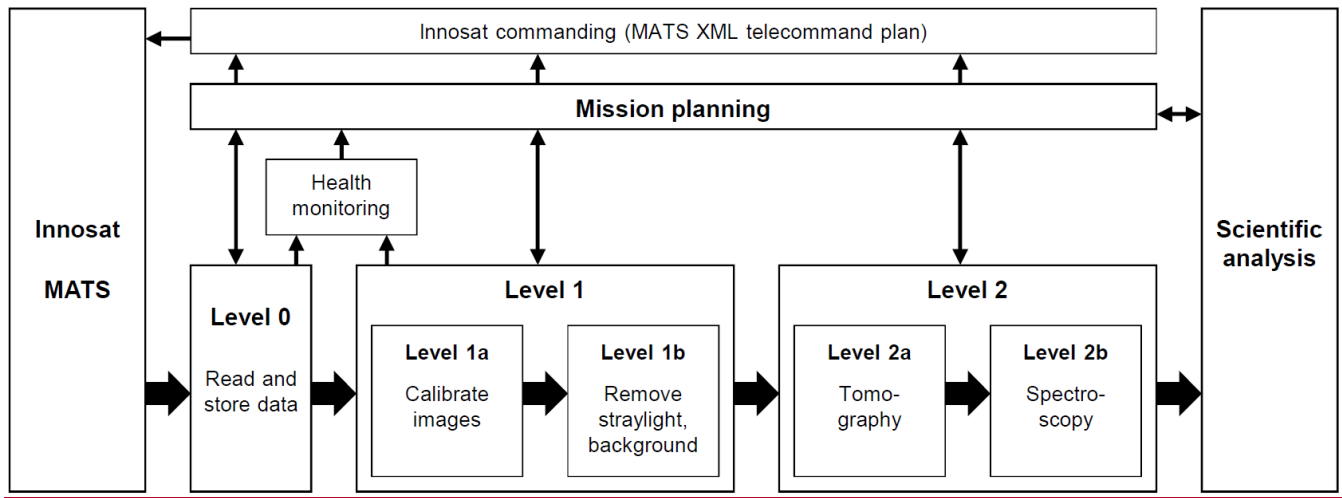 Innosat commanding (MATS XML telecommand plan)
Mission planning
Health
monitoring
Innosat
MATS
Scientific
analysis
Level 0
Read and
store data
Level 1
Level 1a
Calibrate
images
Level 1b
Remove
straylight,
background
Level 2
Level 2a
Tomo-
graphy
Level 2b
Spectro-
scopy